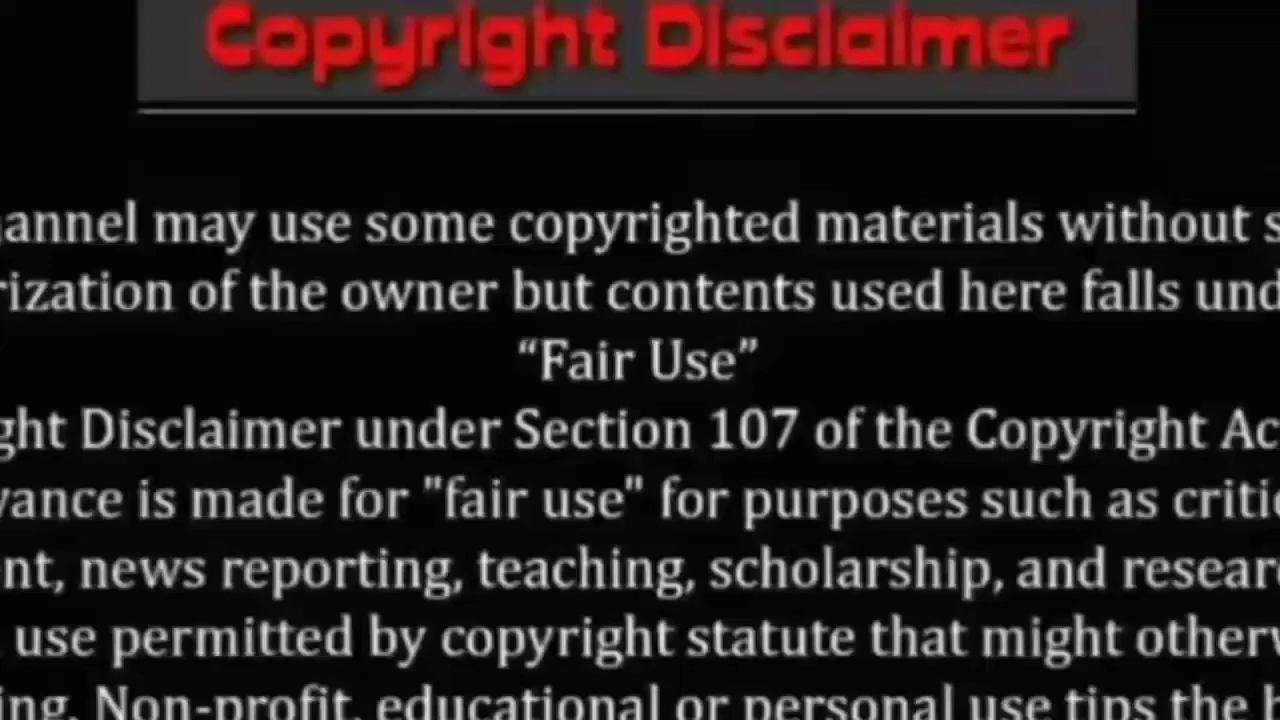 Copyright Disclaimer
hannel may use some copyrighted materials without s
rization of the owner but contents used here falls und
“Fair Use”
ght Disclaimer under Section 107 of the Copyright Ac
vance is made for "fair use" for purposes such as critic
nt, news reporting, teaching, scholarship, and resear
use permitted by copyright statute that might otherw
ing. Non-profit, educational or personal use tips the b